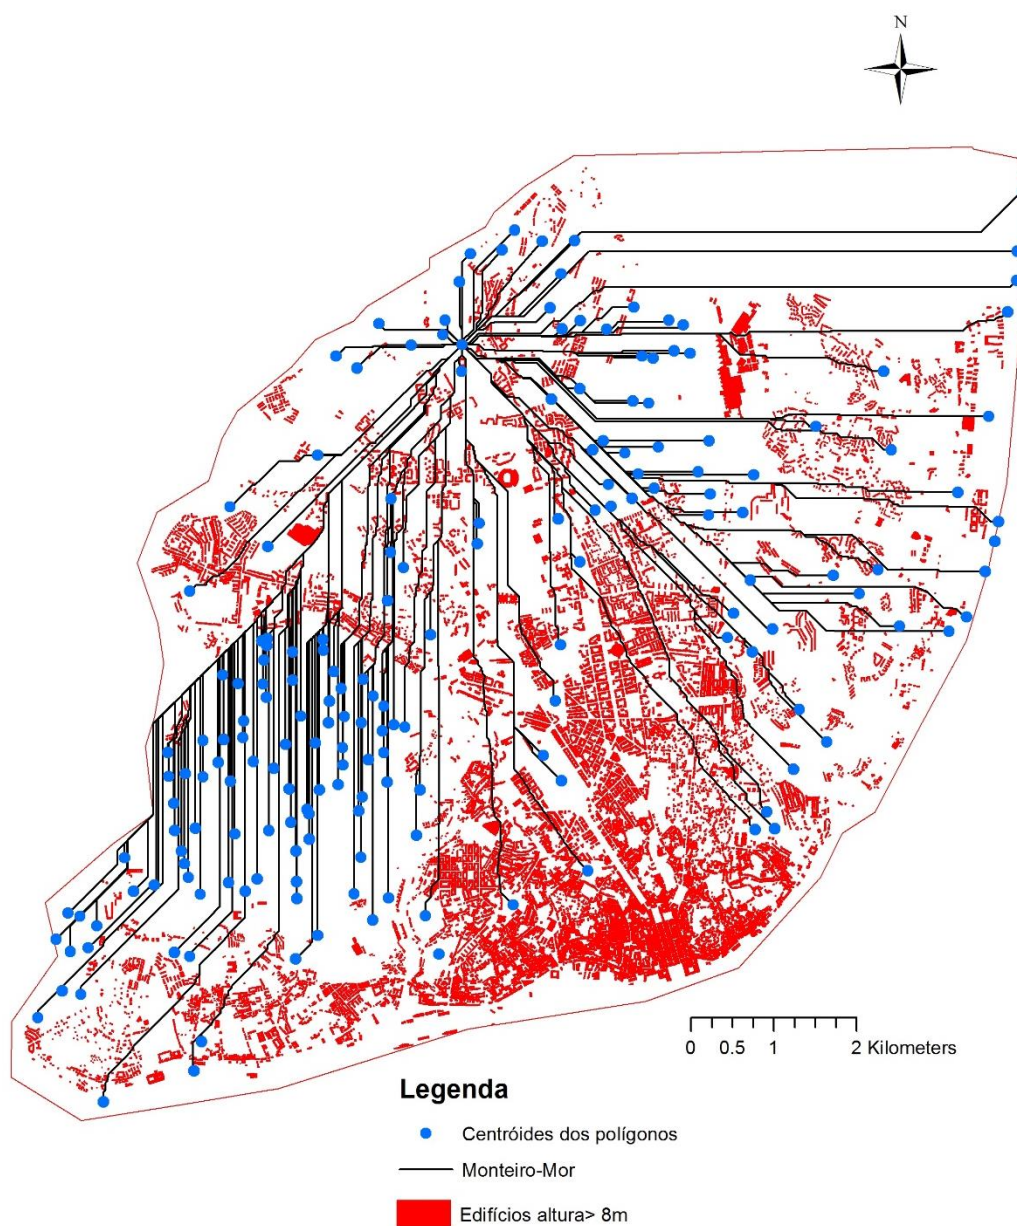 N
0 0.5 1 2 Kilometers
Legenda
Centróides dos polígonos
Monteiro-Mor
Edifícios altura> 8m